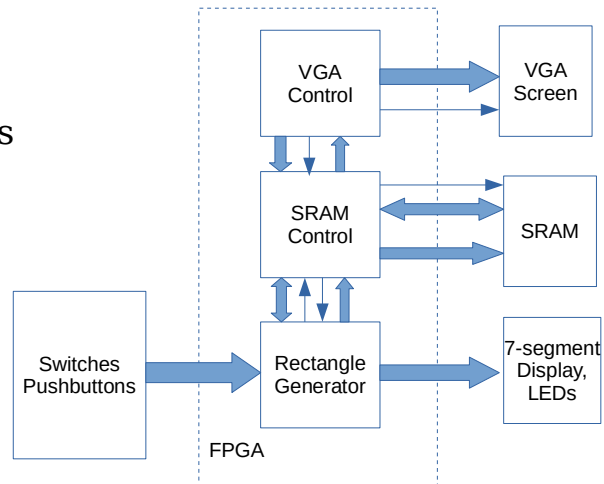 VGA
Control
VGA
Screen
s
SRAM
Control
SRAM
Switches
Pushbuttons
Rectangle
Generator
7-segment
Display,
LEDs
FPGA